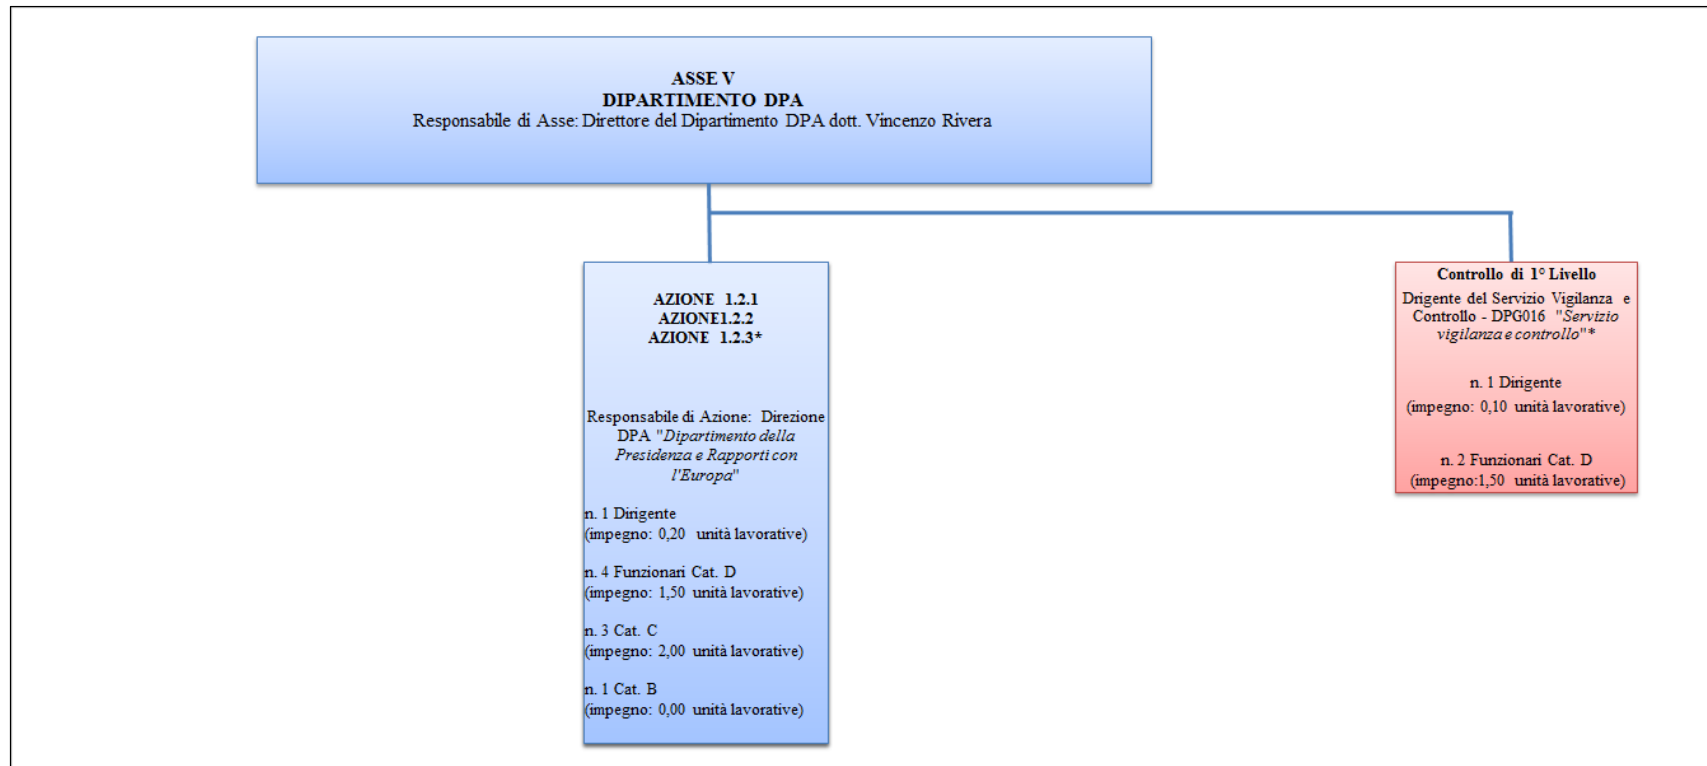 ASSE V
DIPARTIMENTO DPA
Responsabile di Asse: Direttore del Dipartimento DPA dott. Vincenzo Rivera
AZIONE 1.2.1
AZIONE1.2.2
AZIONE 1.2.3*
Responsabile di Azione: Direzione
DPA "Dipartimento della
Presidenza e Rapporti con
l'Europa"
n. 1 Dirigente
(impegno: 0,20 unità lavorative)
n. 4 Funzionari Cat. D
(impegno: 1,50 unità lavorative)
n. 3 Cat. C
(impegno: 2,00 unità lavorative)
n. 1 Cat. B
(impegno: 0,00 unità lavorative)
Controllo di 1° Livello
Drigente del Servizio Vigilanza e
Controllo - DPG016 "Servizio
vigilanza e controllo"*
n. 1 Dirigente
(impegno: 0,10 unità lavorative)
n. 2 Funzionari Cat. D
(impegno:1,50 unità lavorative)